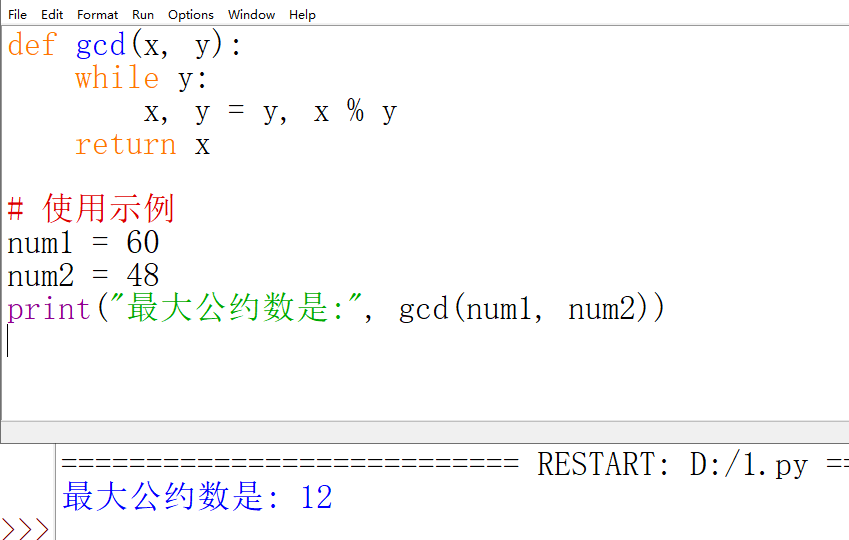 File Edit Format Run Options Window Help
def gcd(x, y):
    while y:
        x, y = y, x % y
    return x
# 使用示例
num1 = 60
num2 = 48
print("最大公约数是:", gcd(num1, num2))
=========================== RESTART: D:/1.py ==
最大公约数是: 12
>>>